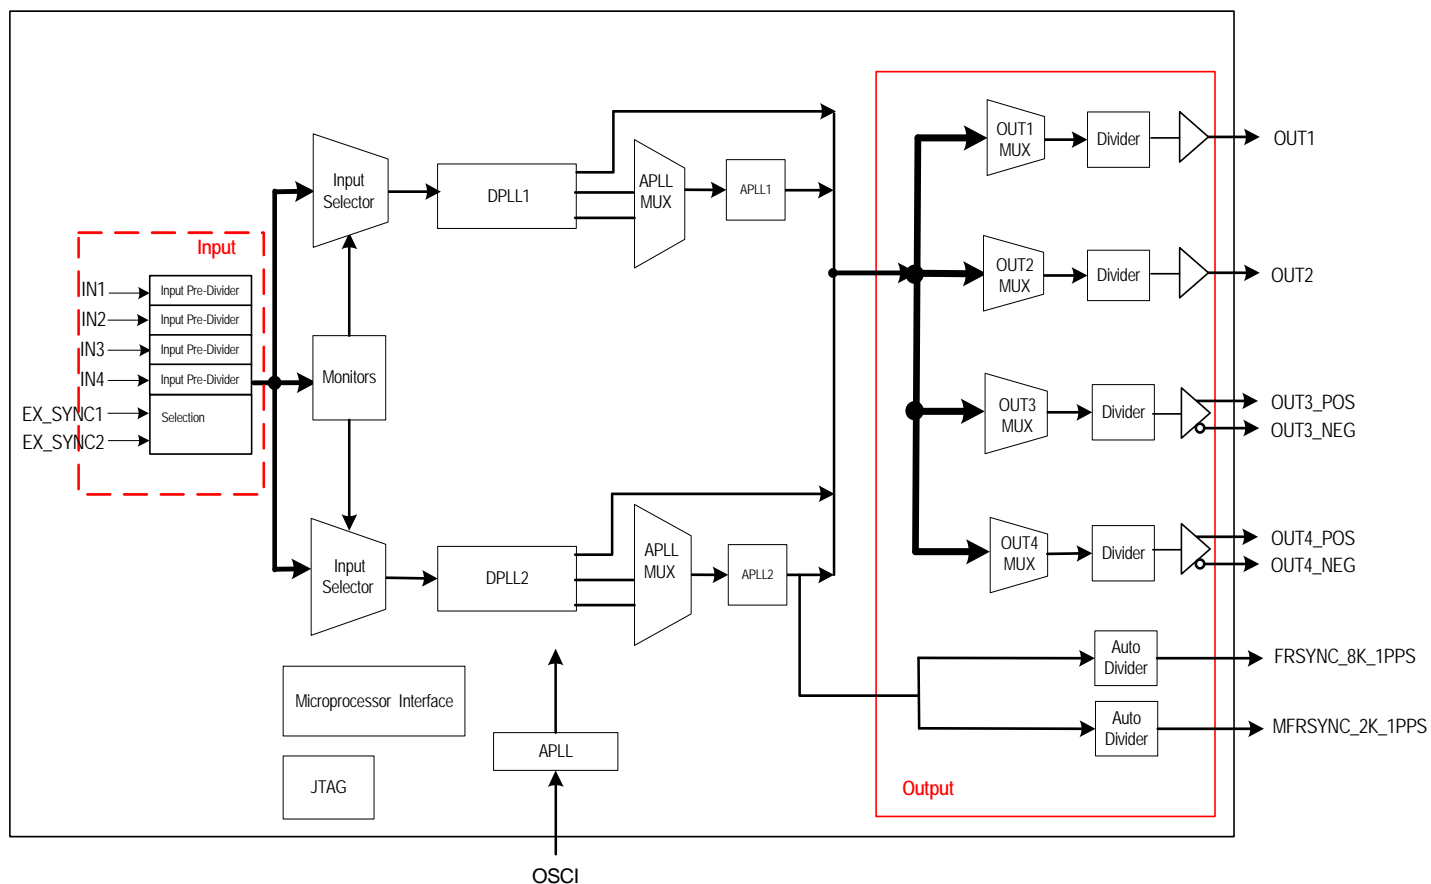 Input
IN1
Input Pre-Divider
IN2
Input Pre-Divider
IN3
Input Pre-Divider
IN4
Input Pre-Divider
EX_SYNC1
EX_SYNC2
Selection
Input
Selector
Monitors
Input
Selector
DPLL1
APLL
MUX
APLL1
DPLL2
APLL
MUX
APLL2
Microprocessor Interface
JTAG
APLL
OSCI
OUT1
MUX
Divider
OUT1
OUT2
MUX
Divider
OUT2
OUT3
MUX
Divider
OUT3_POS
OUT3_NEG
OUT4
MUX
Divider
OUT4_POS
OUT4_NEG
Auto
Divider
FRSYNC_8K_1PPS
Auto
Divider
MFRSYNC_2K_1PPS
Output